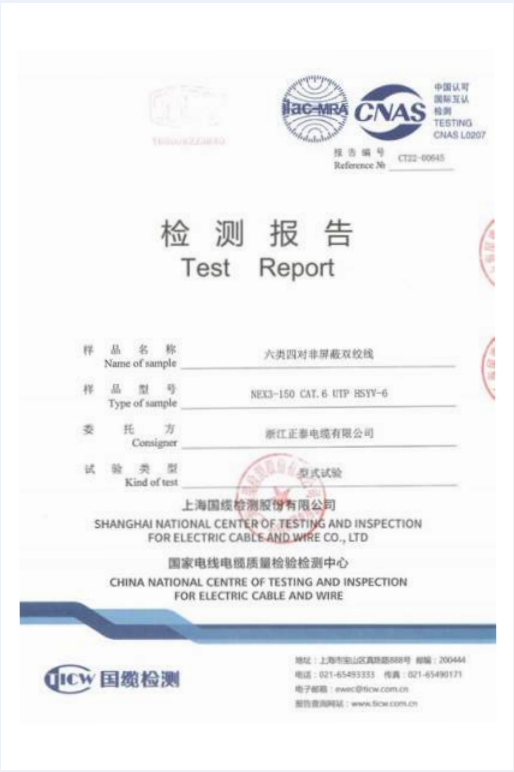 ilac-MRA
CNAS
中国认可
国际互认
检测
TESTING
CNAS L0207
报告编号
Reference №
CT22-00645
检测报告
Test Report
样品名称
Name of sample
六类四对非屏蔽双绞线
样品型号
Type of sample
NEX3-150 CAT.6 UTP HSYV-6
委托方
Consigner
浙江正泰电缆有限公司
试验类型
Kind of test
型式试验
上海国缆检测股份有限公司
SHANGHAI NATIONAL CENTER OF TESTING AND INSPECTION
FOR ELECTRIC CABLE AND WIRE CO., LTD
国家电线电缆质量检验检测中心
CHINA NATIONAL CENTRE OF TESTING AND INSPECTION
FOR ELECTRIC CABLE AND WIRE
TICW 国缆检测
地址：上海市宝山区真陈路888号 邮编：200444
电话：021-65493333 传真：021-65490171
电子邮箱：ewec@ticw.com.cn
报告查询网站：www.ticw.com.cn